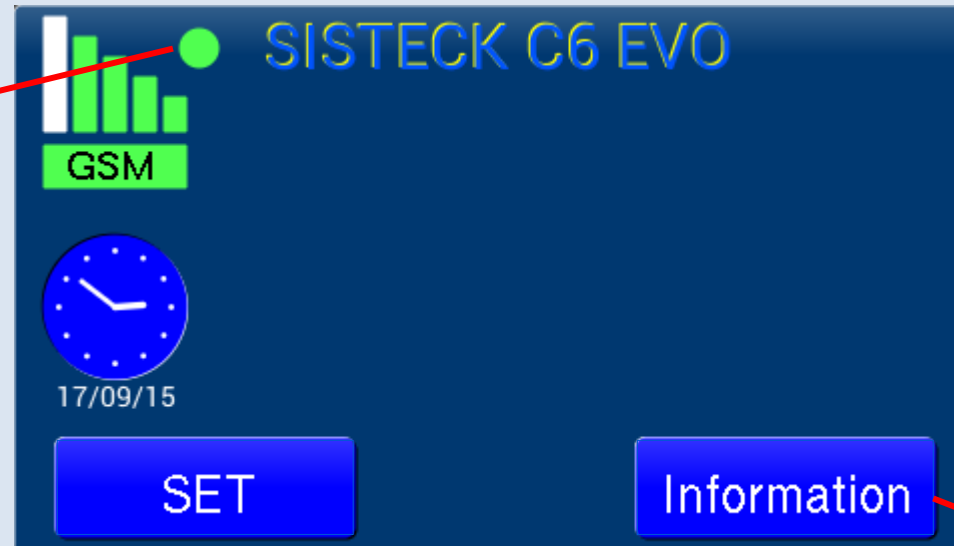 SISTECK C6 EVO
GSM
17/09/15
SET
Information